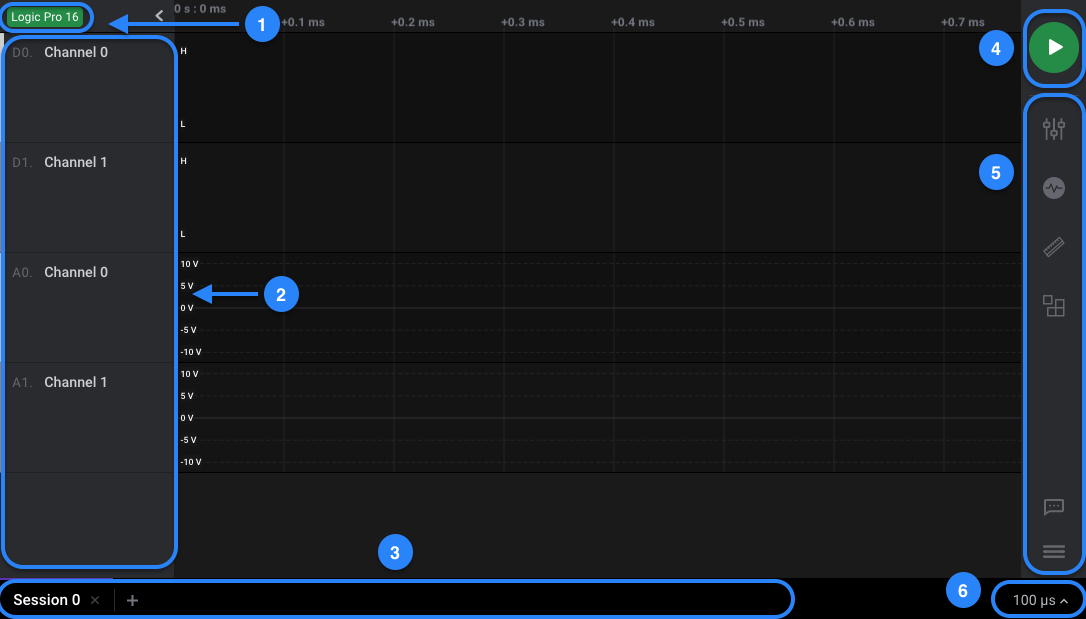 Logic Pro 16
1
0 s : 0 ms
+0.1 ms
+0.2 ms
+0.3 ms
+0.4 ms
+0.5 ms
+0.6 ms
+0.7 ms
4
D0. Channel 0
H
L
D1. Channel 1
H
L
5
A0. Channel 0
10 V
5 V
0 V
-5 V
-10 V
2
A1. Channel 1
10 V
5 V
0 V
-5 V
-10 V
3
Session 0
6
100 µs